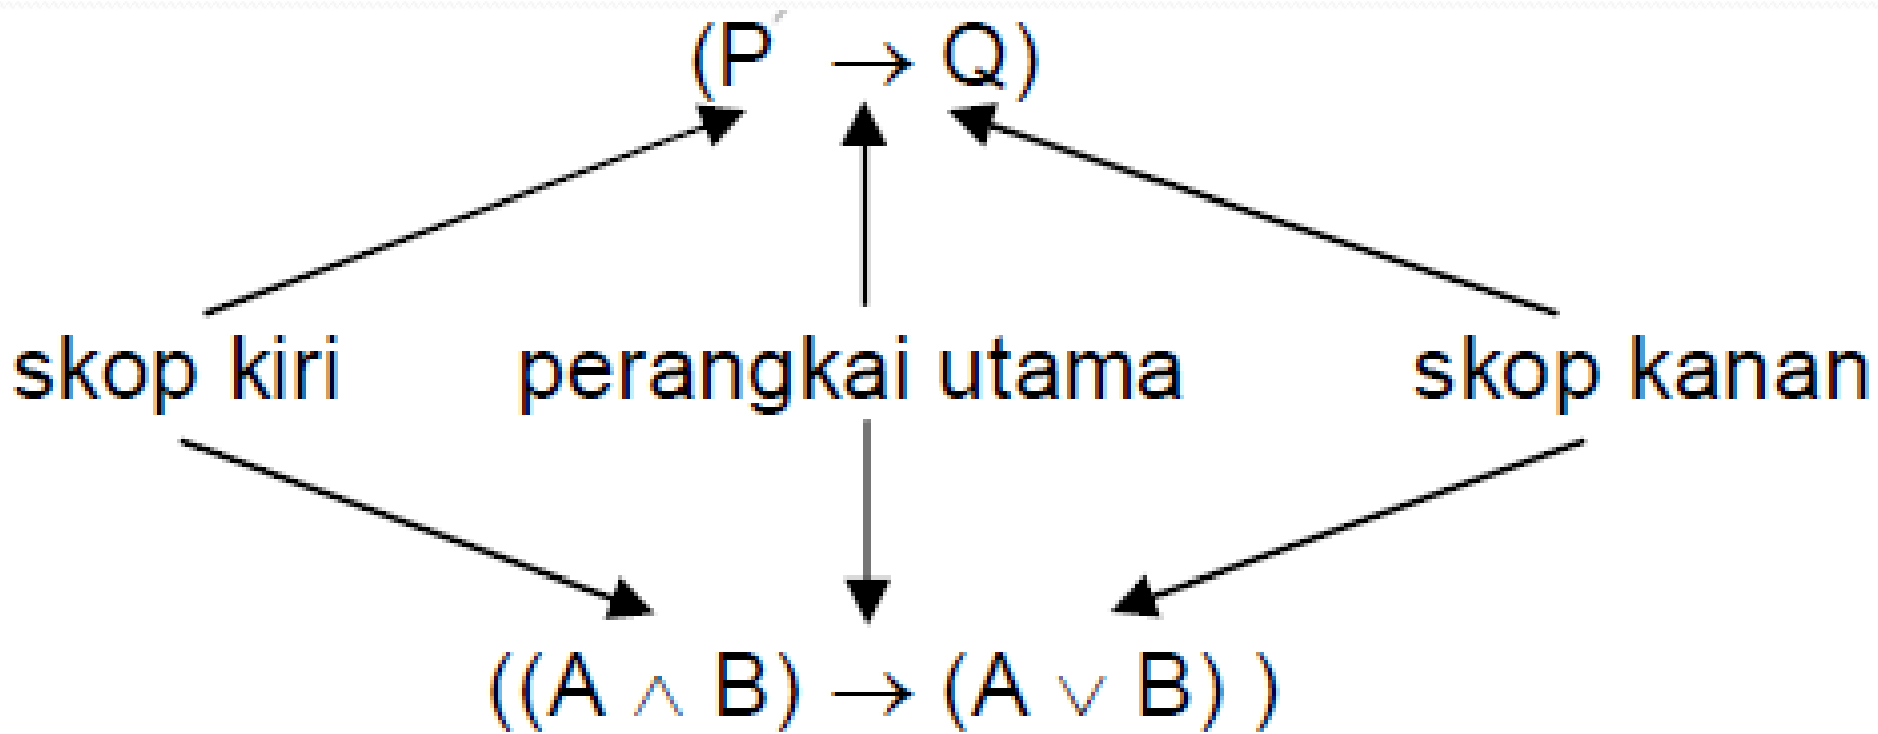 (P → Q)
skop kiri perangkai utama skop kanan
((A ∧ B) → (A ∨ B) )